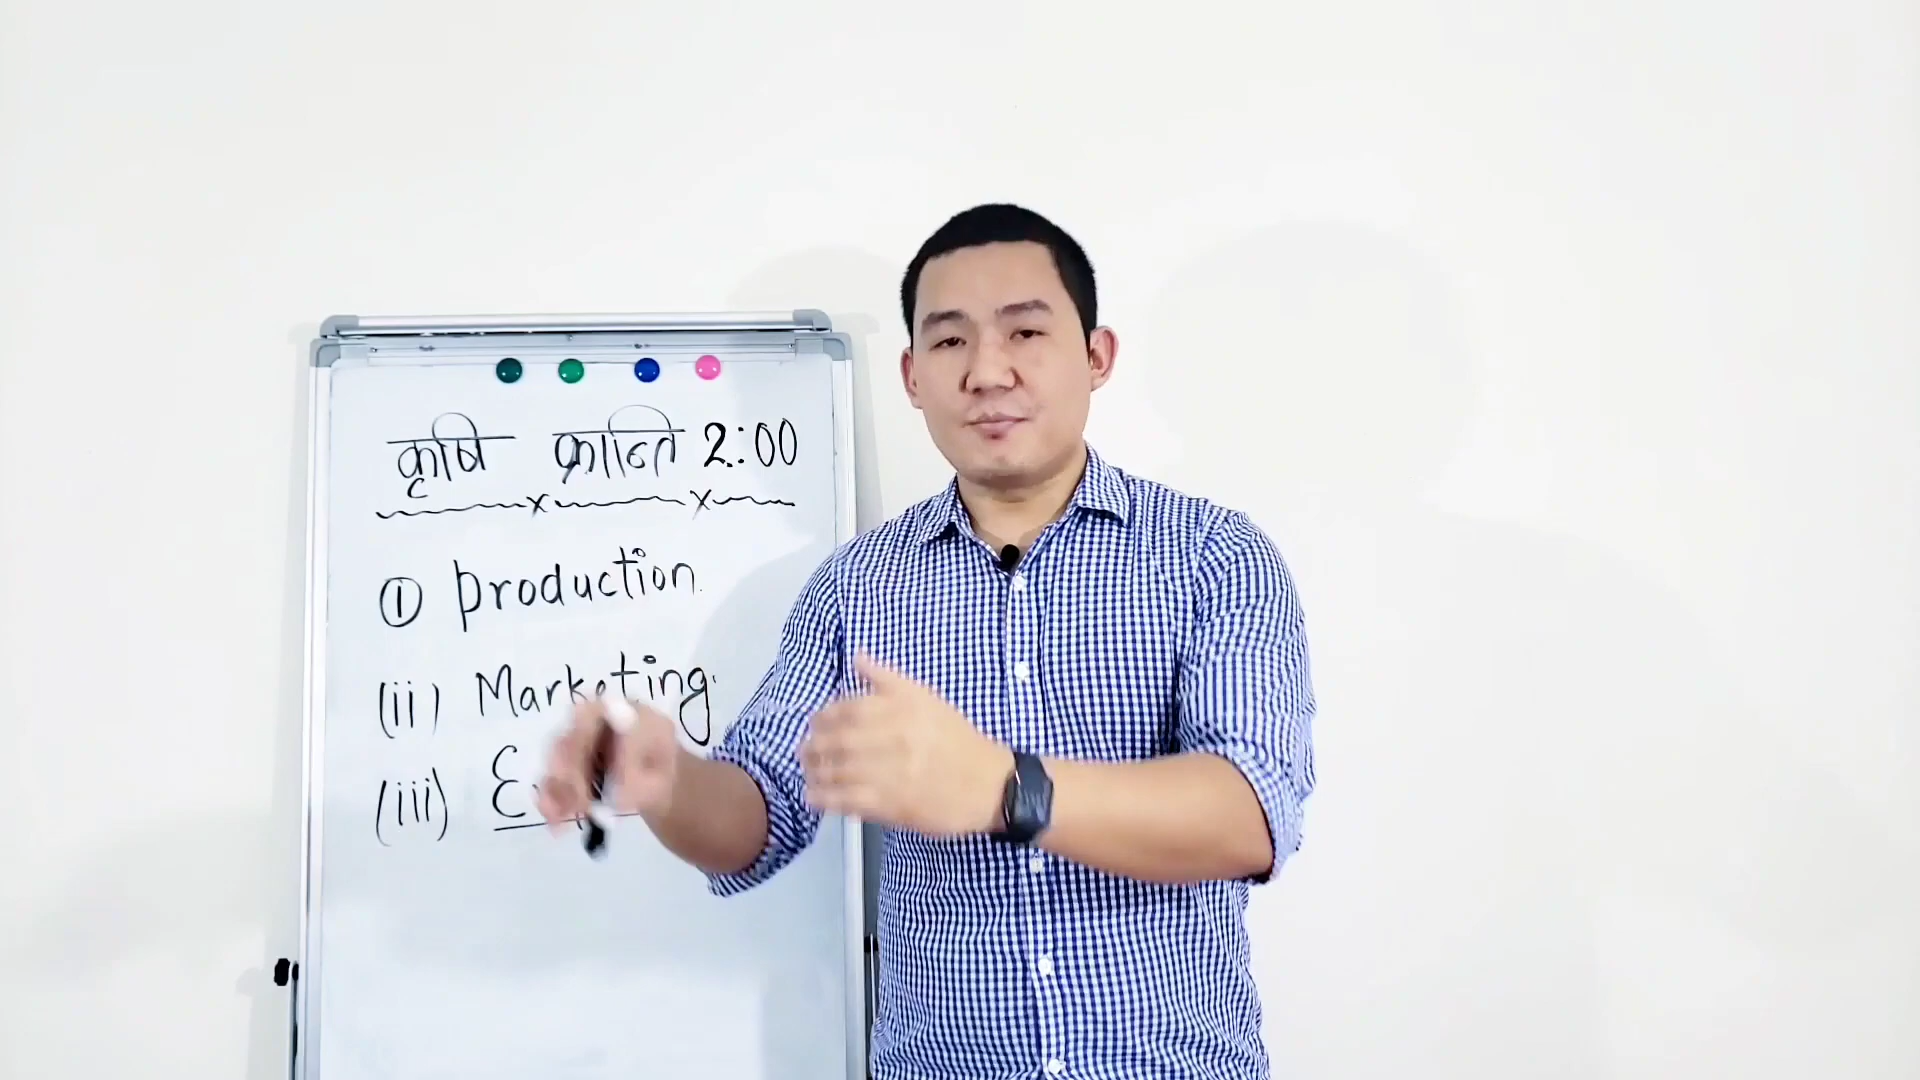 कृषि क्रान्ति 2:00
① production.
(ii) Marketing.
(iii)